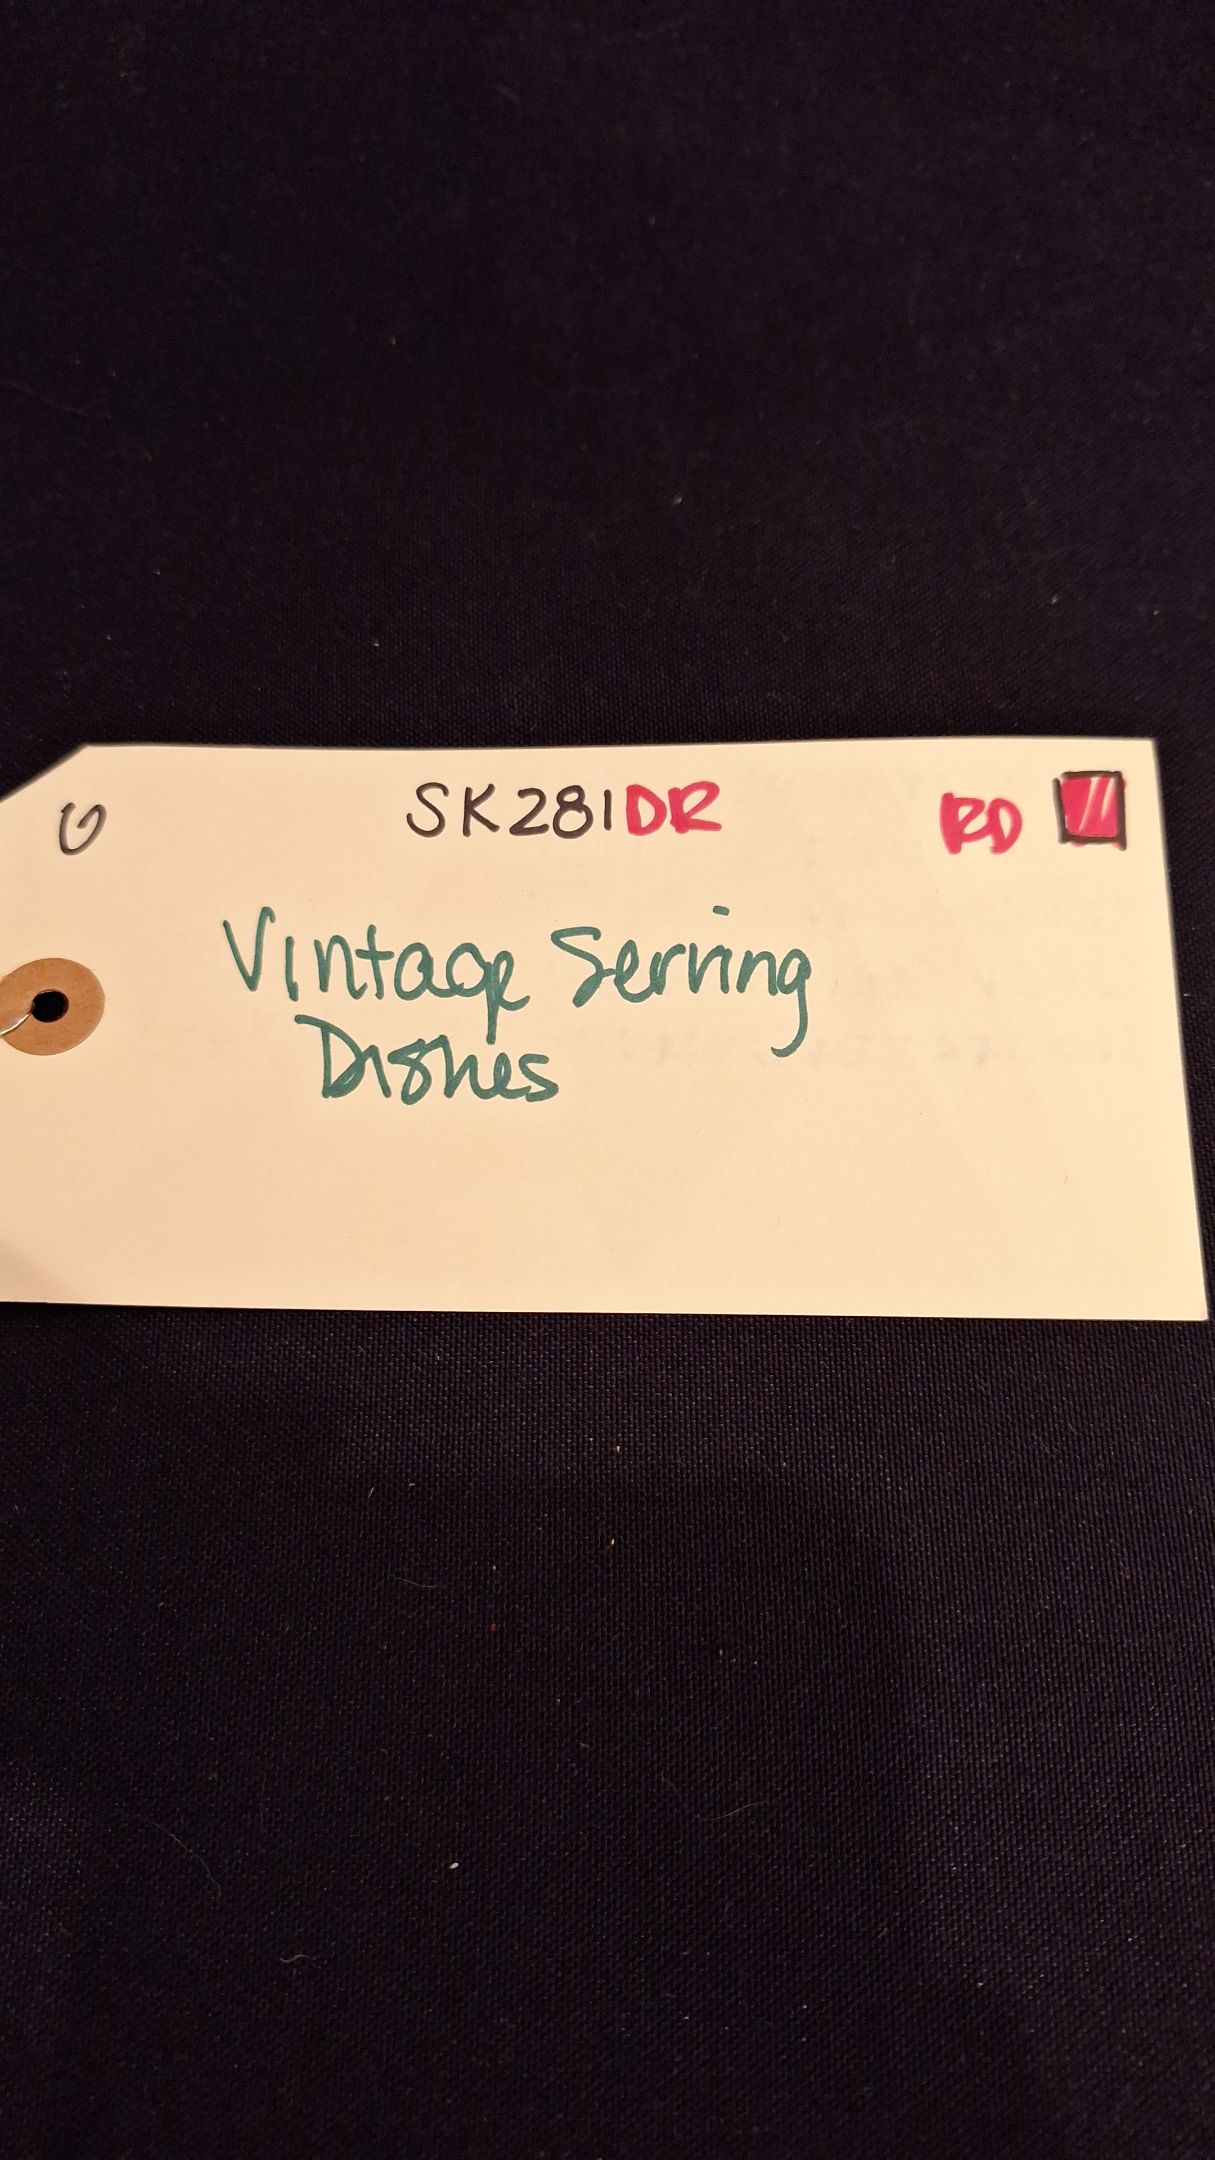 U SK281DR RD
Vintage Serving
Dishes